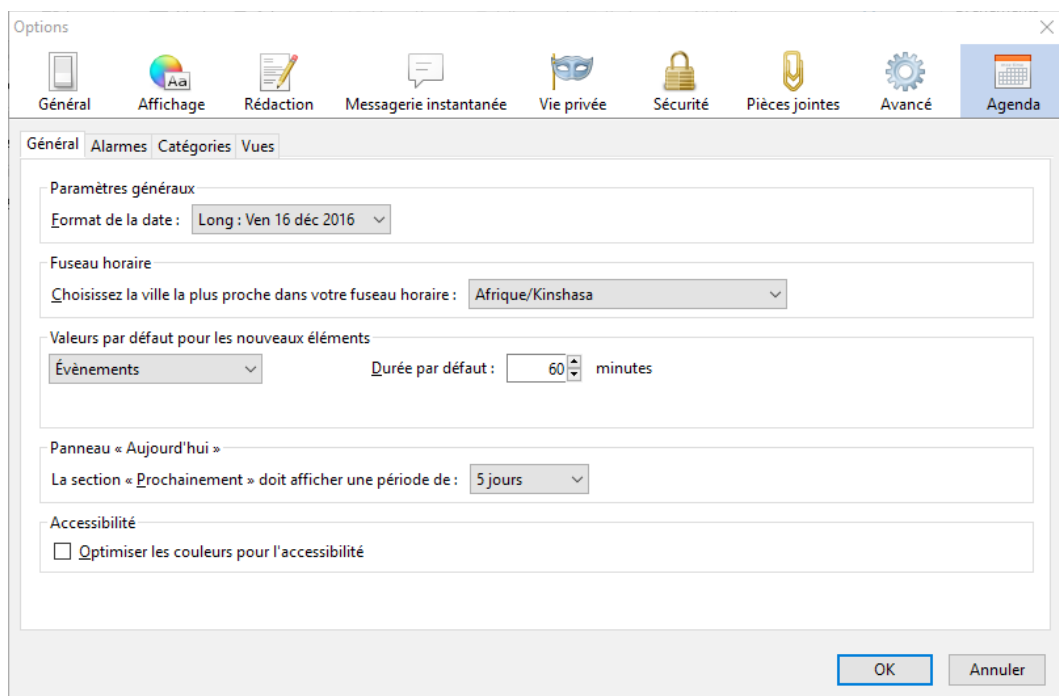 Options
Aa
Général Affichage Rédaction Messagerie instantanée Vie privée Sécurité Pièces jointes Avancé Agenda
Général Alarmes Catégories Vues
Paramètres généraux
Format de la date : Long : Ven 16 déc 2016
Fuseau horaire
Choisissez la ville la plus proche dans votre fuseau horaire : Afrique/Kinshasa
Valeurs par défaut pour les nouveaux éléments
Évènements Durée par défaut : 60 minutes
Panneau « Aujourd'hui »
La section « Prochainement » doit afficher une période de : 5 jours
Accessibilité
Optimiser les couleurs pour l'accessibilité
OK Annuler